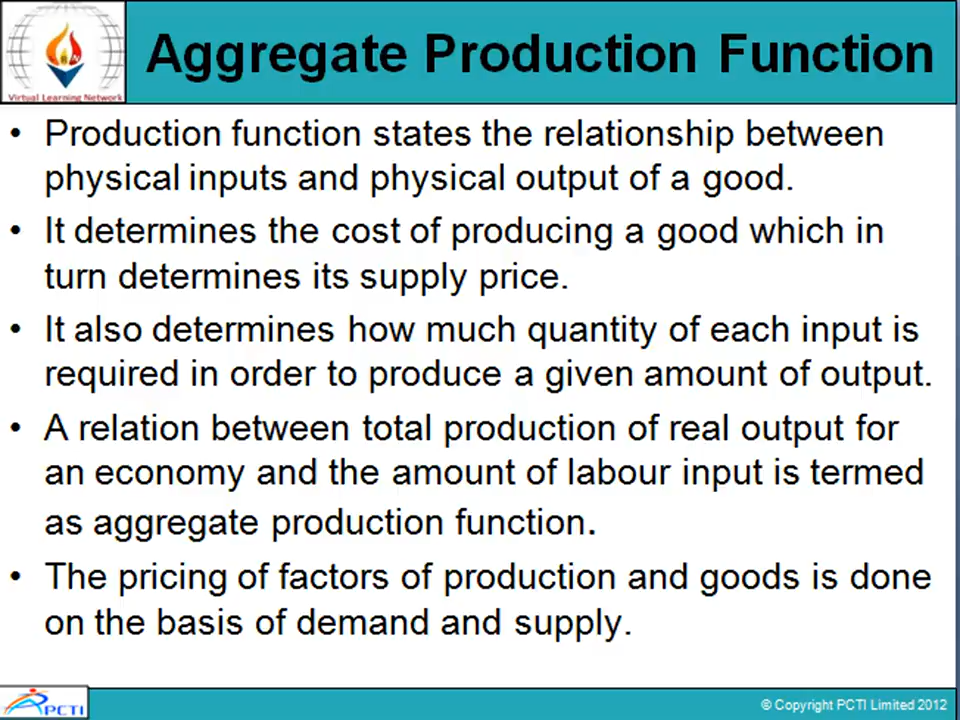 Aggregate Production Function
Virtual Learning Network
• Production function states the relationship between
physical inputs and physical output of a good.
• It determines the cost of producing a good which in
turn determines its supply price.
• It also determines how much quantity of each input is
required in order to produce a given amount of output.
• A relation between total production of real output for
an economy and the amount of labour input is termed
as aggregate production function.
• The pricing of factors of production and goods is done
on the basis of demand and supply.
PCTI
© Copyright PCTI Limited 2012